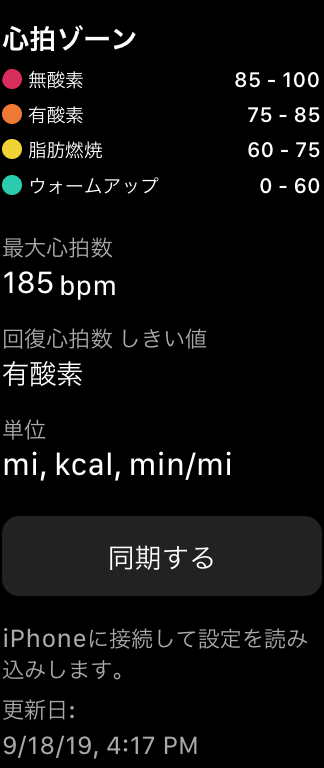 心拍ゾーン
無酸素 85 - 100
有酸素 75 - 85
脂肪燃焼 60 - 75
ウォームアップ 0 - 60
最大心拍数
185 bpm
回復心拍数 しきい値
有酸素
単位
mi, kcal, min/mi
同期する
iPhoneに接続して設定を読み
込みします。
更新日:
9/18/19, 4:17 PM